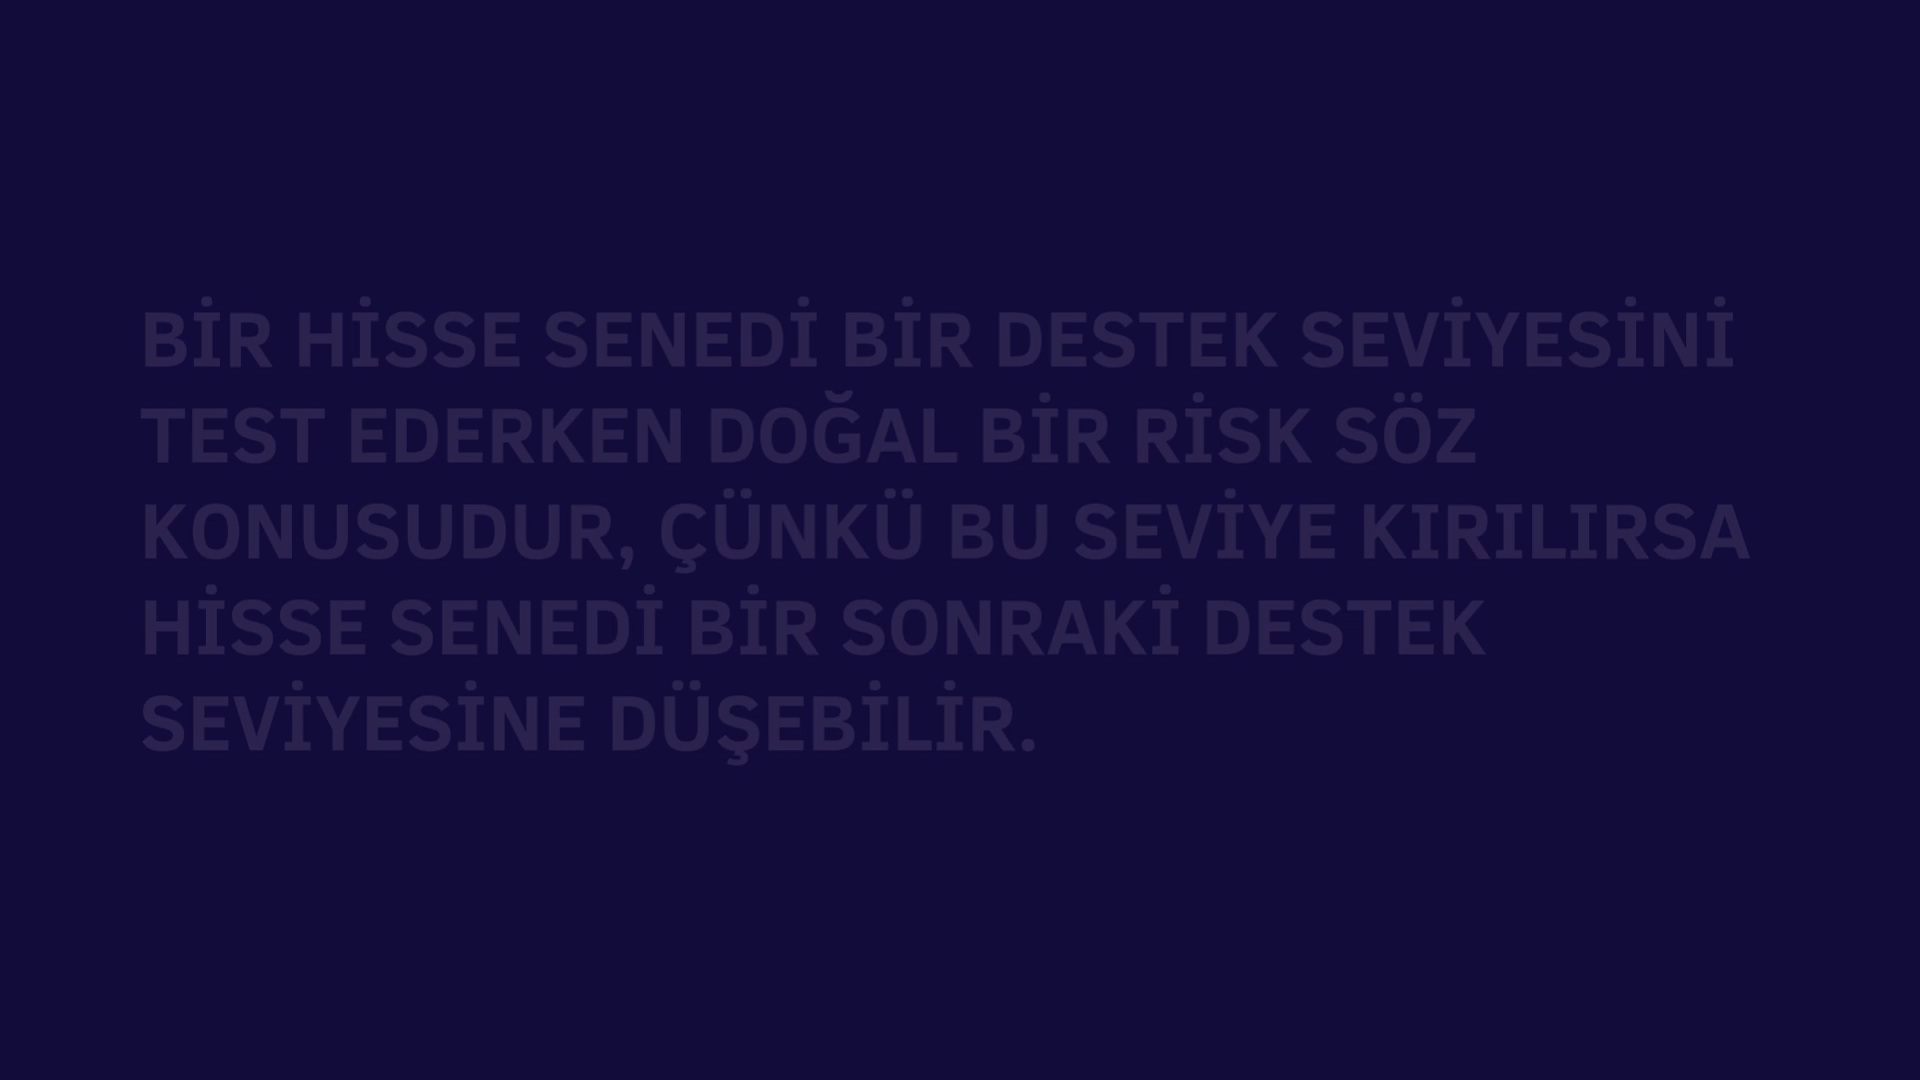 BİR HİSSE SENEDİ BİR DESTEK SEVİYESİNİ
TEST EDERKEN DOĞAL BİR RİSK SÖZ
KONUSUDUR, ÇÜNKÜ BU SEVİYE KIRILIRSA
HİSSE SENEDİ BİR SONRAKİ DESTEK
SEVİYESİNE DÜŞEBİLİR.